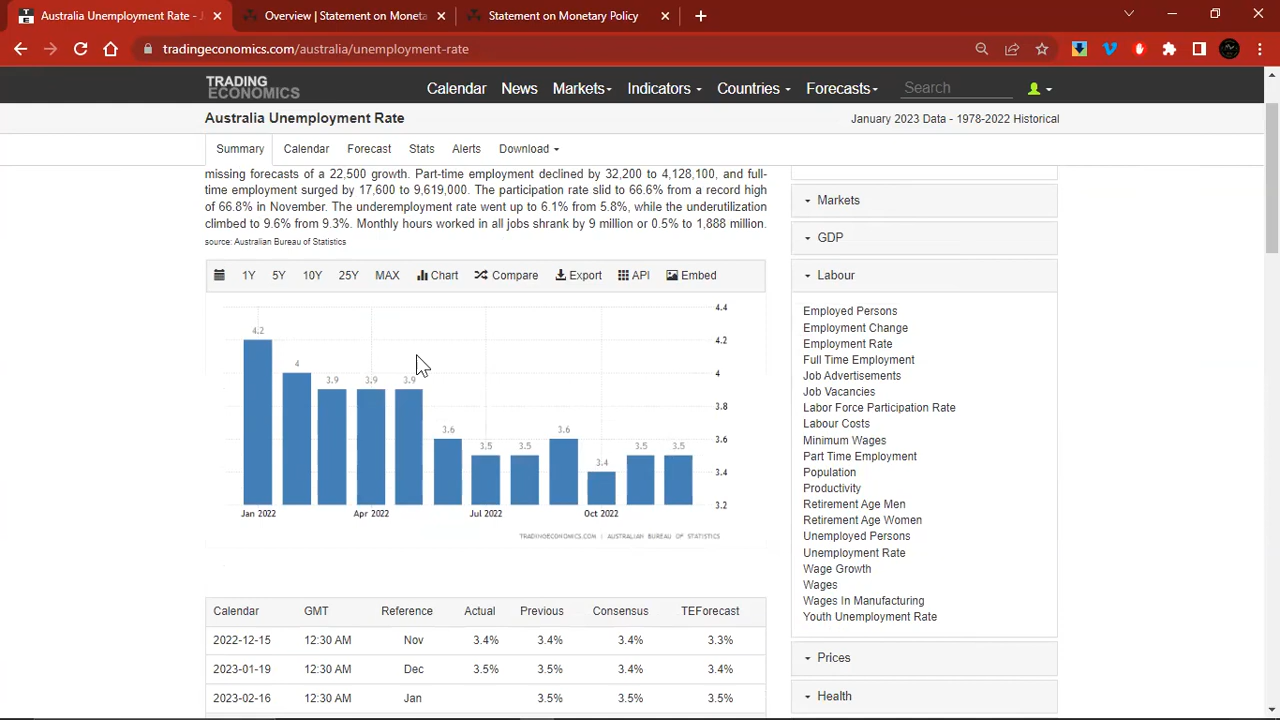 Australia Unemployment Rate -
Overview | Statement on Moneta
Statement on Monetary Policy
tradingeconomics.com/australia/unemployment-rate
TRADING
ECONOMICS
Calendar News Markets Indicators Countries Forecasts Search
Australia Unemployment Rate
January 2023 Data - 1978-2022 Historical
Summary Calendar Forecast Stats Alerts Download
missing forecasts of a 22,500 growth. Part-time employment declined by 32,200 to 4,128,100, and full-
time employment surged by 17,600 to 9,619,000. The participation rate slid to 66.6% from a record high
of 66.8% in November. The underemployment rate went up to 6.1% from 5.8%, while the underutilization
climbed to 9.6% from 9.3%. Monthly hours worked in all jobs shrank by 9 million or 0.5% to 1,888 million.
source: Australian Bureau of Statistics
1Y 5Y 10Y 25Y MAX Chart Compare Export API Embed
4.4
4.2
4
3.8
3.6
3.4
3.2
4.2 4 3.9 3.9 3.9 3.6 3.5 3.5 3.6 3.4 3.5 3.5
Jan 2022 Apr 2022 Jul 2022 Oct 2022
TRADINGECONOMICS.COM | AUSTRALIAN BUREAU OF STATISTICS
Calendar GMT Reference Actual Previous Consensus TEForecast
2022-12-15 12:30 AM Nov 3.4% 3.4% 3.4% 3.3%
2023-01-19 12:30 AM Dec 3.5% 3.5% 3.4% 3.4%
2023-02-16 12:30 AM Jan 3.5% 3.5% 3.5%
Markets
GDP
Labour
Employed Persons
Employment Change
Employment Rate
Full Time Employment
Job Advertisements
Job Vacancies
Labor Force Participation Rate
Labour Costs
Minimum Wages
Part Time Employment
Population
Productivity
Retirement Age Men
Retirement Age Women
Unemployed Persons
Unemployment Rate
Wage Growth
Wages
Wages In Manufacturing
Youth Unemployment Rate
Prices
Health